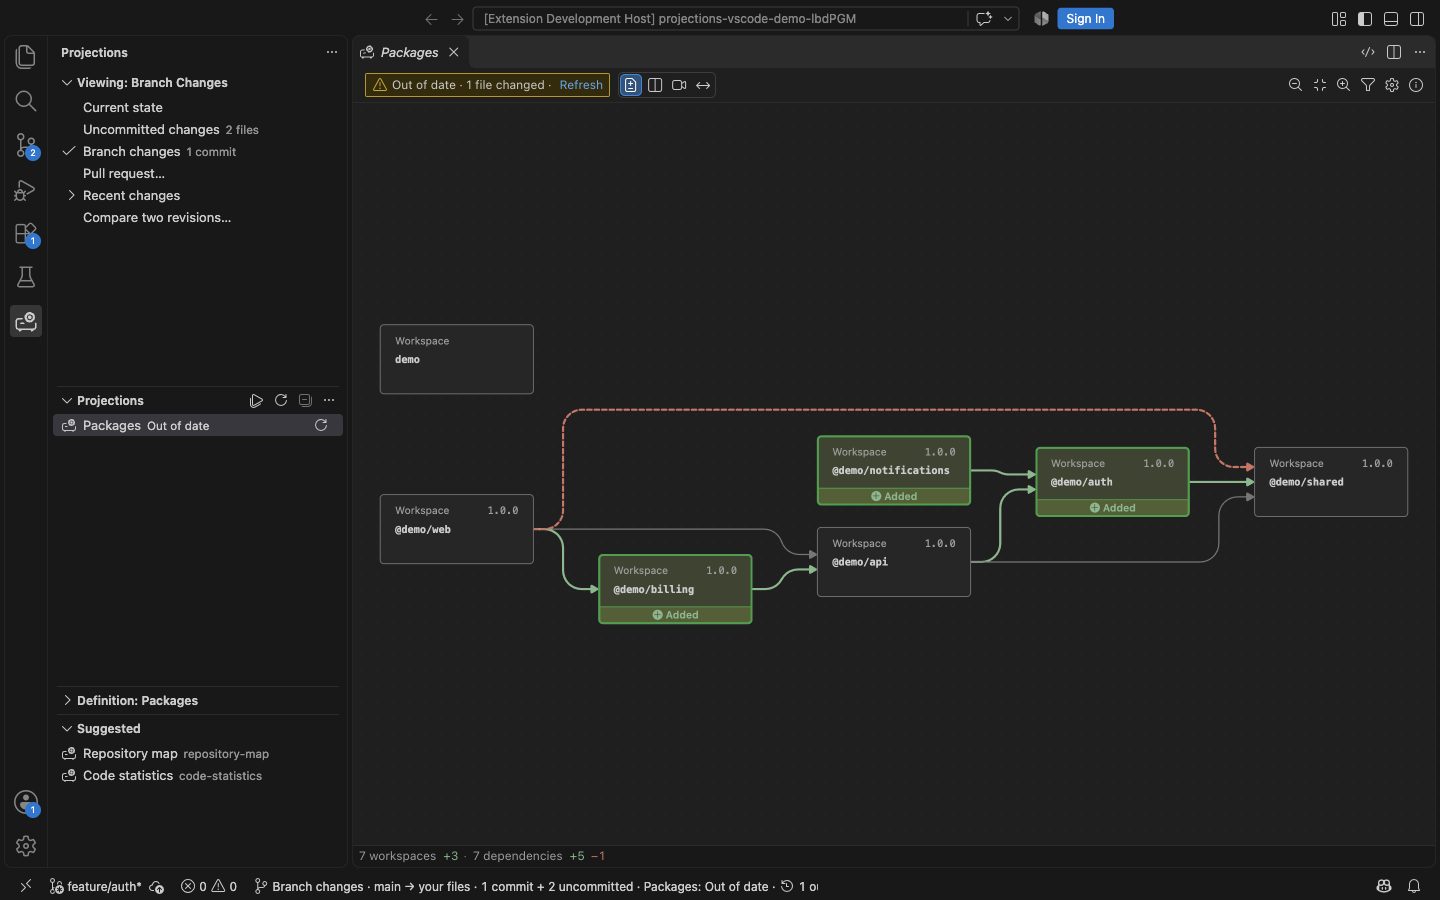 [Extension Development Host] projections-vscode-demo-IbdPGM
Sign In
Projections
Viewing: Branch Changes
Current state
Uncommitted changes 2 files
Branch changes 1 commit
Pull request...
Recent changes
Compare two revisions...
2
1
Projections
Packages Out of date
Definition: Packages
Suggested
Repository map repository-map
Code statistics code-statistics
1
Packages
Out of date · 1 file changed · Refresh
Workspace
demo
Workspace 1.0.0
@demo/web
Workspace 1.0.0
@demo/billing
Added
Workspace 1.0.0
@demo/notifications
Added
Workspace 1.0.0
@demo/api
Workspace 1.0.0
@demo/auth
Added
Workspace 1.0.0
@demo/shared
7 workspaces +3 · 7 dependencies +5 −1
feature/auth* 0 0 Branch changes · main → your files · 1 commit + 2 uncommitted · Packages: Out of date · 1